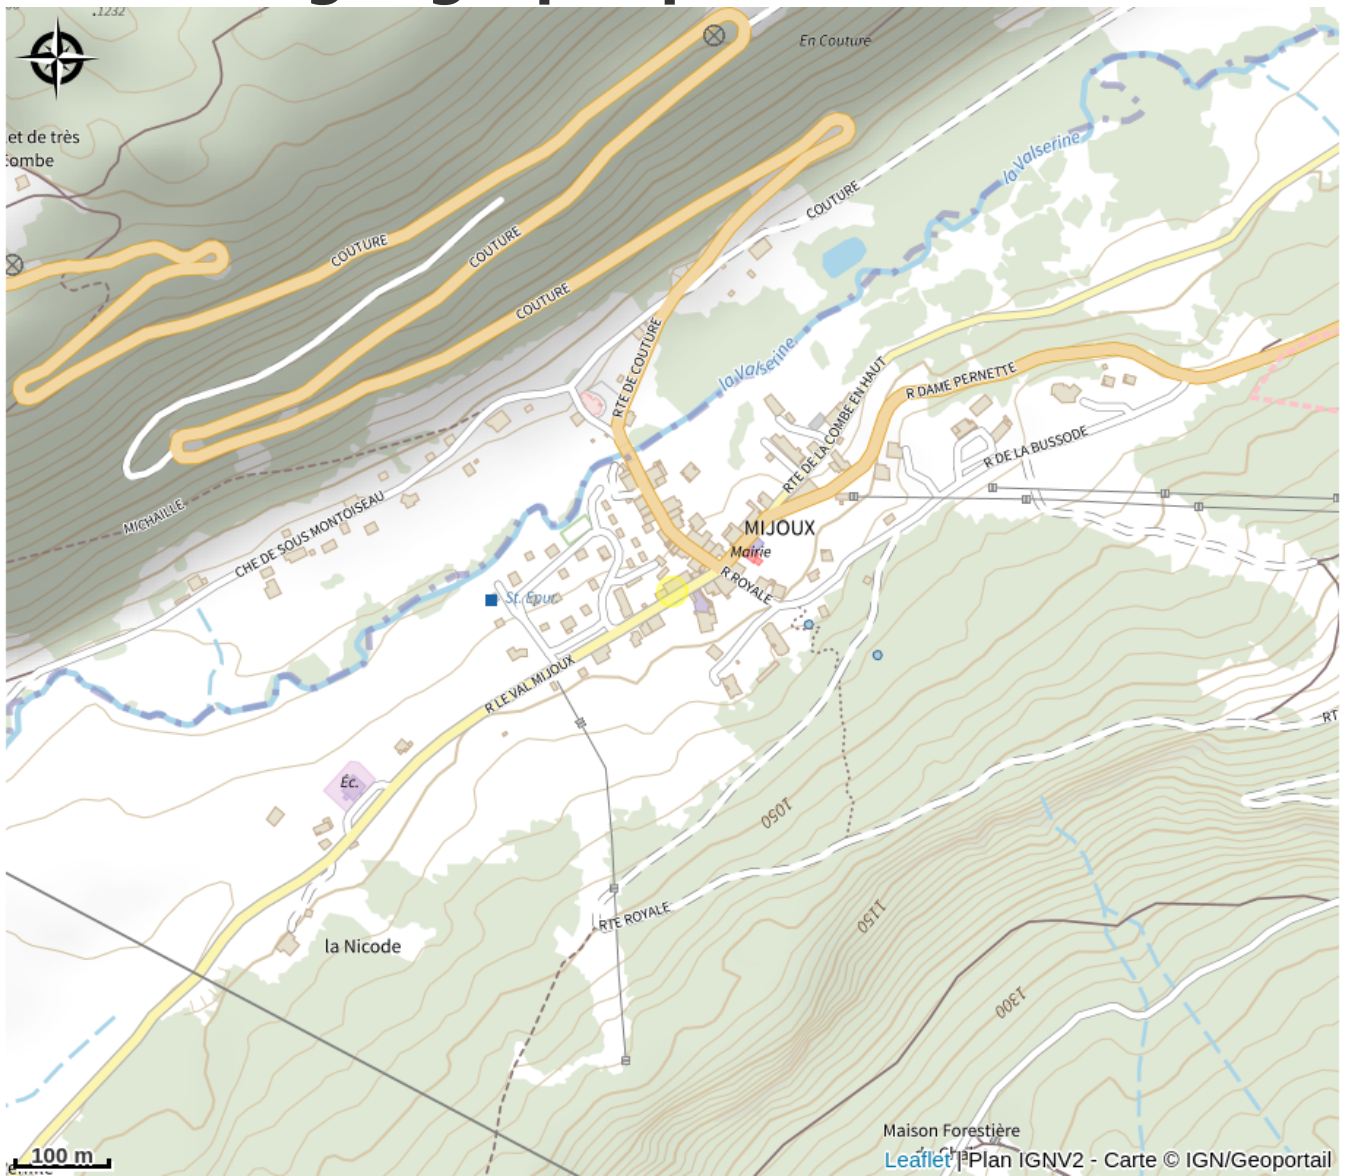 .1232
En Couture
et de très
Combe
la Valserine
COUTURE
COUTURE
COUTURE
COUTURE
RTE DE COUTURE
la Valserine
RTE DE LA COMBE EN HAUT
R DAME PERNETTE
R DE LA BUSSODE
MICHAILLE
CHE DE SOUS MONTOISEAU
MIJOUX
Mairie
R ROYALE
St. Epur.
R LE VAL MIJOUX
RT
Éc.
1050
RTE ROYALE
1150
la Nicode
1300
Maison Forestière
100 m
Leaflet | Plan IGNV2 - Carte © IGN/Geoportail